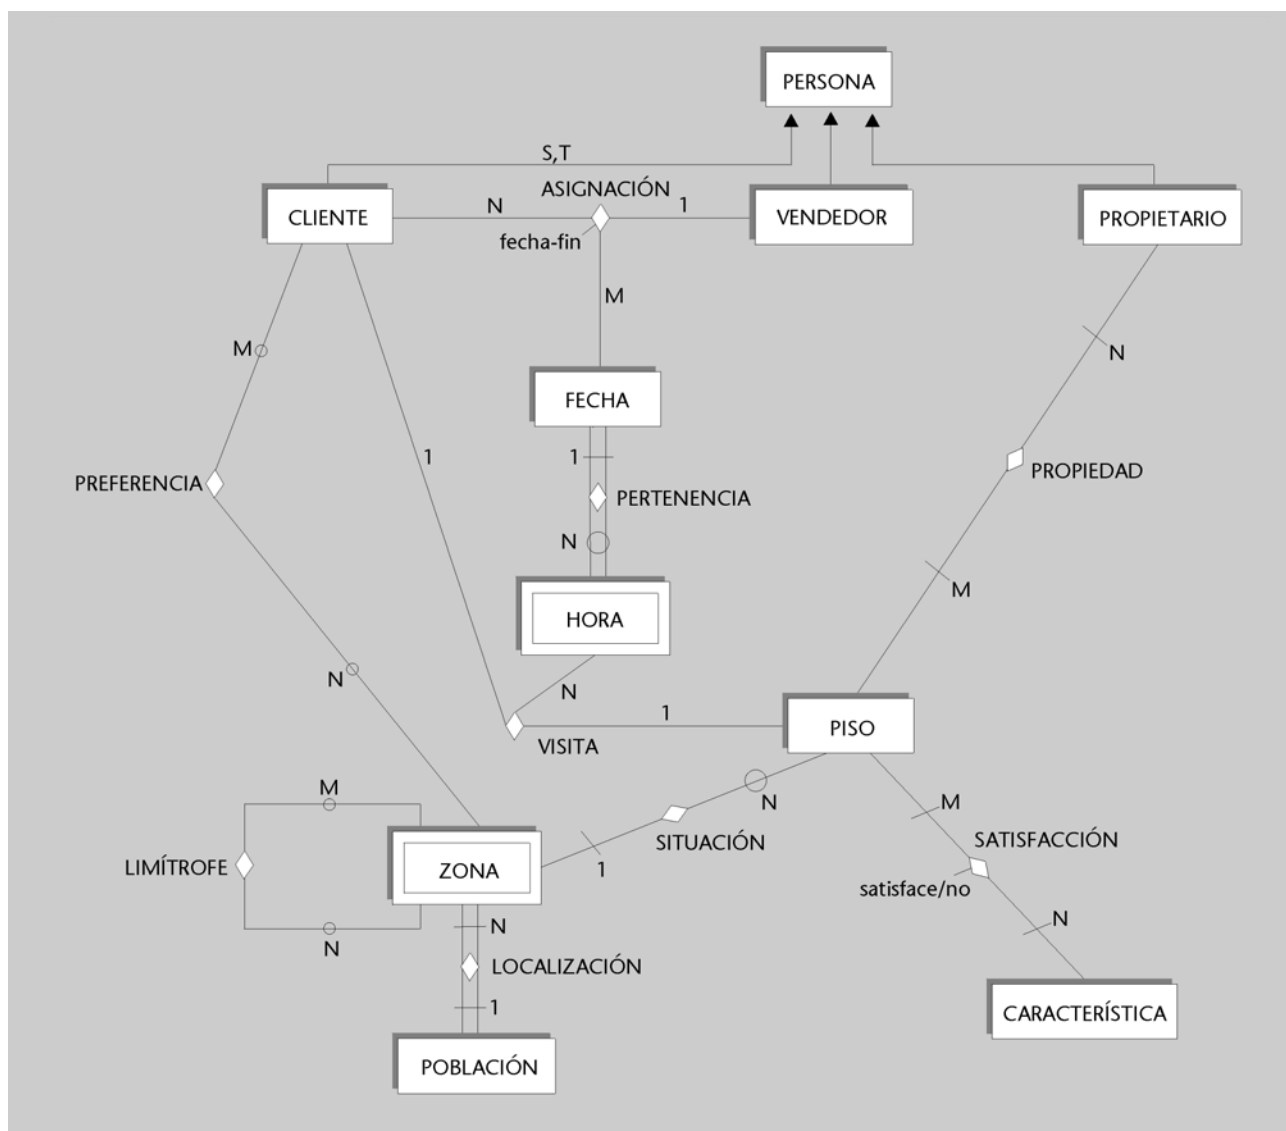 PERSONA
S,T
ASIGNACIÓN
CLIENTE
N
1
VENDEDOR
PROPIETARIO
fecha-fin
M
M
N
FECHA
1
1
PREFERENCIA
PROPIEDAD
PERTENENCIA
N
M
HORA
N
N
1
PISO
VISITA
M
N
M
SITUACIÓN
SATISFACCIÓN
LIMÍTROFE
ZONA
1
satisface/no
N
N
N
LOCALIZACIÓN
1
CARACTERÍSTICA
POBLACIÓN